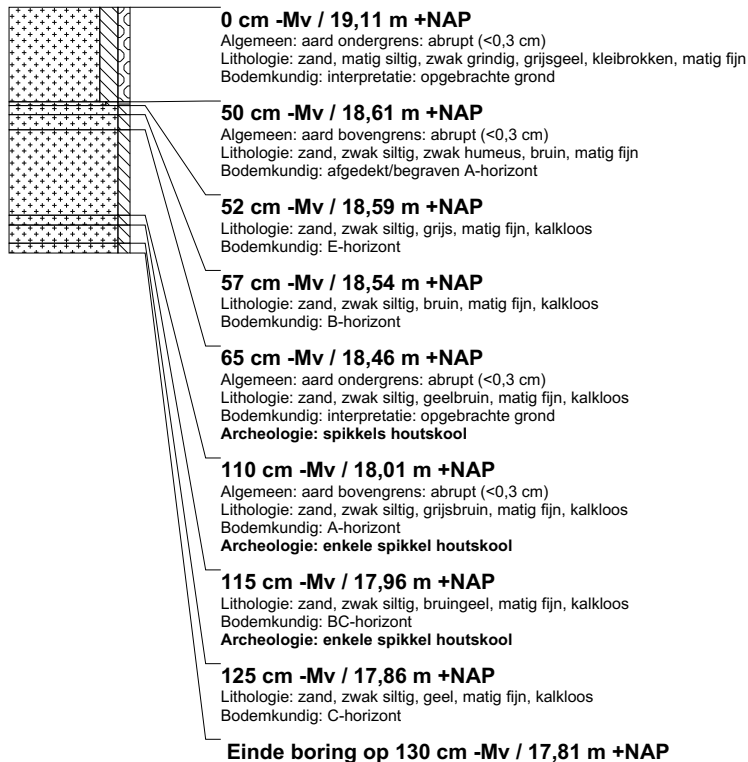 0 cm -Mv / 19,11 m +NAP
Algemeen: aard ondergrens: abrupt (<0,3 cm)
Lithologie: zand, matig siltig, zwak grindig, grijsgeel, kleibrokken, matig fijn
Bodemkundig: interpretatie: opgebrachte grond
50 cm -Mv / 18,61 m +NAP
Algemeen: aard bovengrens: abrupt (<0,3 cm)
Lithologie: zand, zwak siltig, zwak humeus, bruin, matig fijn
Bodemkundig: afgedekt/begraven A-horizont
52 cm -Mv / 18,59 m +NAP
Lithologie: zand, zwak siltig, grijs, matig fijn, kalkloos
Bodemkundig: E-horizont
57 cm -Mv / 18,54 m +NAP
Lithologie: zand, zwak siltig, bruin, matig fijn, kalkloos
Bodemkundig: B-horizont
65 cm -Mv / 18,46 m +NAP
Algemeen: aard ondergrens: abrupt (<0,3 cm)
Lithologie: zand, zwak siltig, geelbruin, matig fijn, kalkloos
Bodemkundig: interpretatie: opgebrachte grond
Archeologie: spikkels houtskool
110 cm -Mv / 18,01 m +NAP
Algemeen: aard bovengrens: abrupt (<0,3 cm)
Lithologie: zand, zwak siltig, grijsbruin, matig fijn, kalkloos
Bodemkundig: A-horizont
Archeologie: enkele spikkel houtskool
115 cm -Mv / 17,96 m +NAP
Lithologie: zand, zwak siltig, bruingeel, matig fijn, kalkloos
Bodemkundig: BC-horizont
Archeologie: enkele spikkel houtskool
125 cm -Mv / 17,86 m +NAP
Lithologie: zand, zwak siltig, geel, matig fijn, kalkloos
Bodemkundig: C-horizont
Einde boring op 130 cm -Mv / 17,81 m +NAP